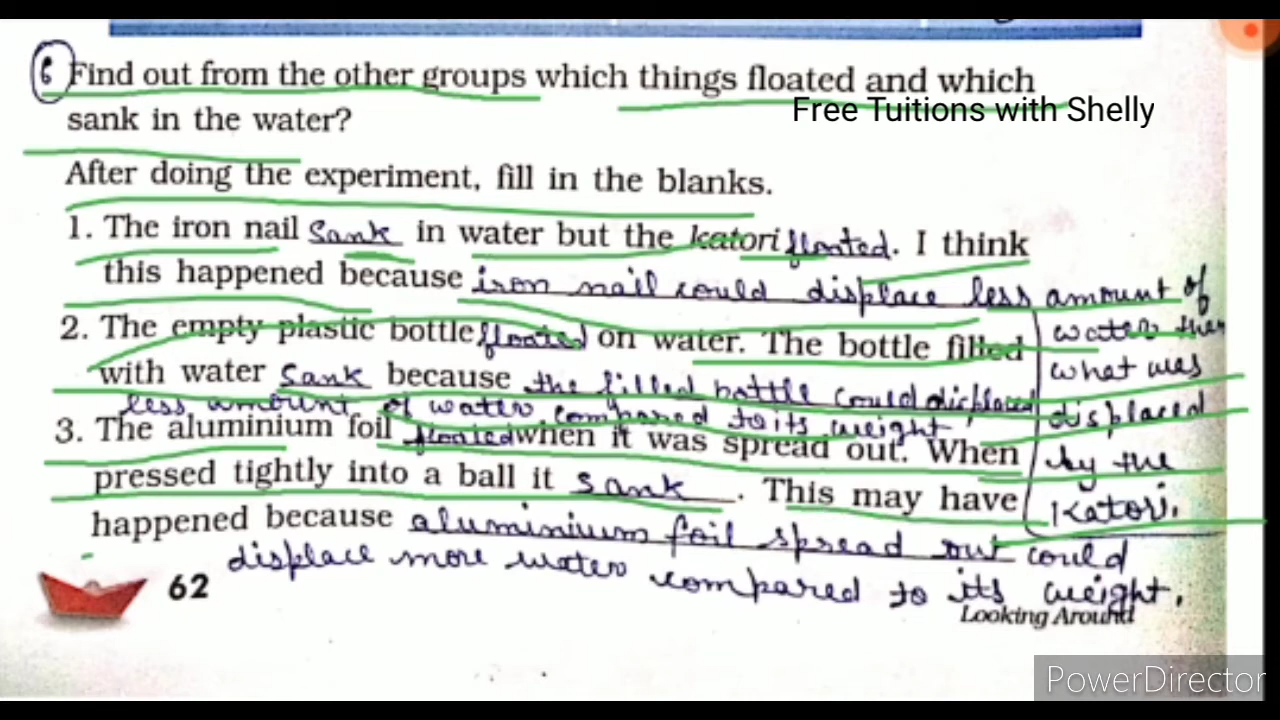 6 Find out from the other groups which things floated and which
Free Tuitions with Shelly
sank in the water?
After doing the experiment, fill in the blanks.
1. The iron nail Sank in water but the katori floated. I think
this happened because iron nail could displace less amount of
water then
what was
displaced
by the
Katori.
2. The empty plastic bottle floated on water. The bottle filled
with water Sank because the filled bottle could displaced
less amount of water compared to its weight,
3. The aluminium foil floated when it was spread out. When
pressed tightly into a ball it sank. This may have
happened because aluminium foil spread out could
displace more water compared to its weight.
62
Looking Around
PowerDirector